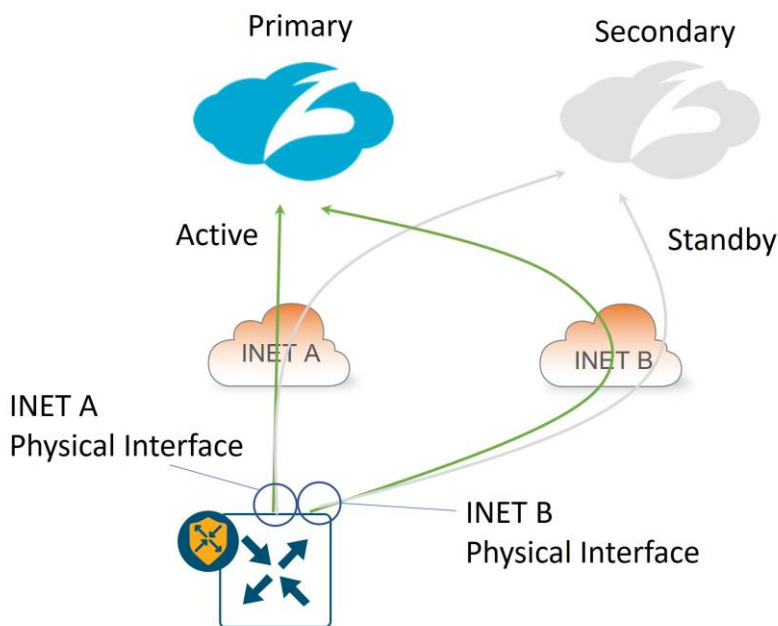 Primary
Secondary
Active
Standby
INET A
INET B
INET A
Physical Interface
INET B
Physical Interface